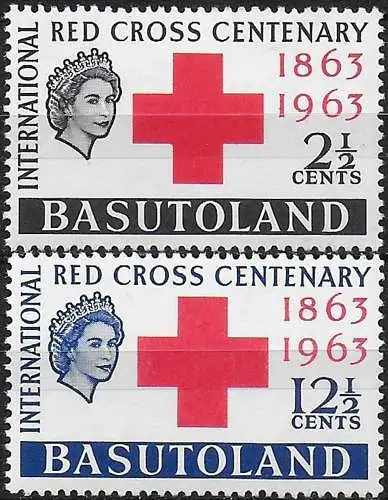 INTERNATIONAL
RED CROSS CENTENARY
1863
1963
2½
CENTS
BASUTOLAND
INTERNATIONAL
RED CROSS CENTENARY
1863
1963
12½
CENTS
BASUTOLAND